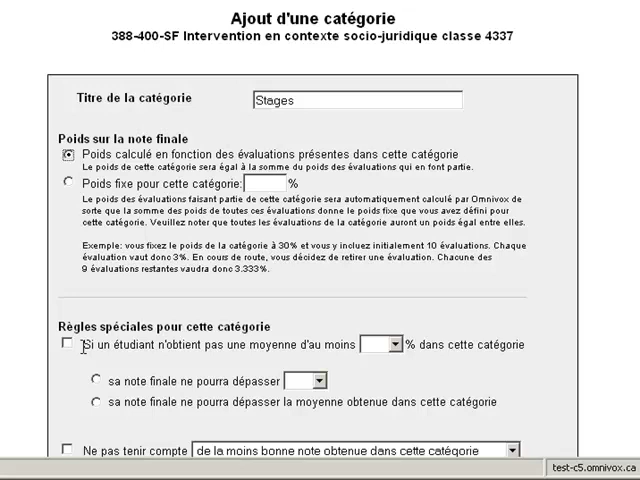 Ajout d'une catégorie
388-400-SF Intervention en contexte socio-juridique classe 4337
Titre de la catégorie Stages
Poids sur la note finale
Poids calculé en fonction des évaluations présentes dans cette catégorie
Le poids de cette catégorie sera égal à la somme du poids des évaluations qui en font partie.
Poids fixe pour cette catégorie: %
Le poids des évaluations faisant partie de cette catégorie sera automatiquement calculé par Omnivox de
sorte que la somme des poids de toutes ces évaluations donne le poids fixe que vous avez défini pour
cette catégorie. Veuillez noter que toutes les évaluations de la catégorie auront un poids égal entre elles.
Exemple: vous fixez le poids de la catégorie à 30% et vous y incluez initialement 10 évaluations. Chaque
évaluation vaut donc 3%. En cours de route, vous décidez de retirer une évaluation. Chacune des
9 évaluations restantes vaudra donc 3.333%.
Règles spéciales pour cette catégorie
Si un étudiant n'obtient pas une moyenne d'au moins % dans cette catégorie
sa note finale ne pourra dépasser
sa note finale ne pourra dépasser la moyenne obtenue dans cette catégorie
Ne pas tenir compte de la moins bonne note obtenue dans cette catégorie
test-c5.omnivox.ca